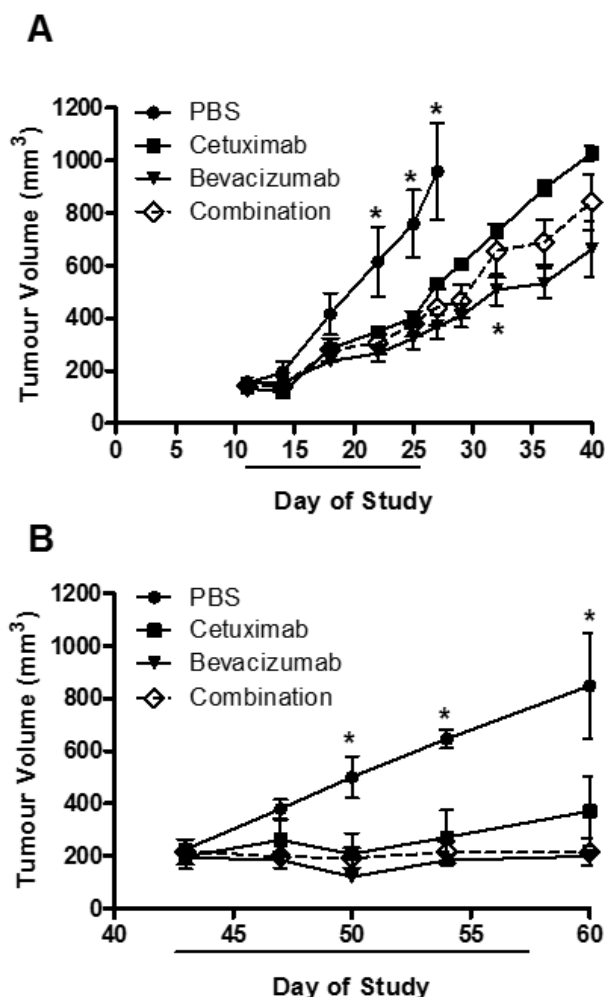 A
Tumour Volume (mm³)
1200
1000
800
600
400
200
0
PBS
Cetuximab
Bevacizumab
Combination
*
*
*
*
0 5 10 15 20 25 30 35 40
Day of Study
B
Tumour Volume (mm³)
1200
1000
800
600
400
200
0
PBS
Cetuximab
Bevacizumab
Combination
*
*
*
40 45 50 55 60
Day of Study